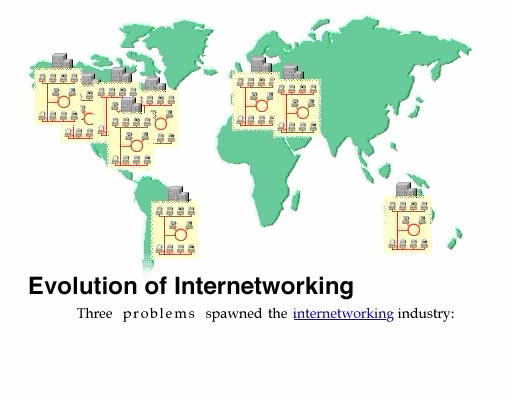 Evolution of Internetworking
Three problems spawned the internetworking industry: